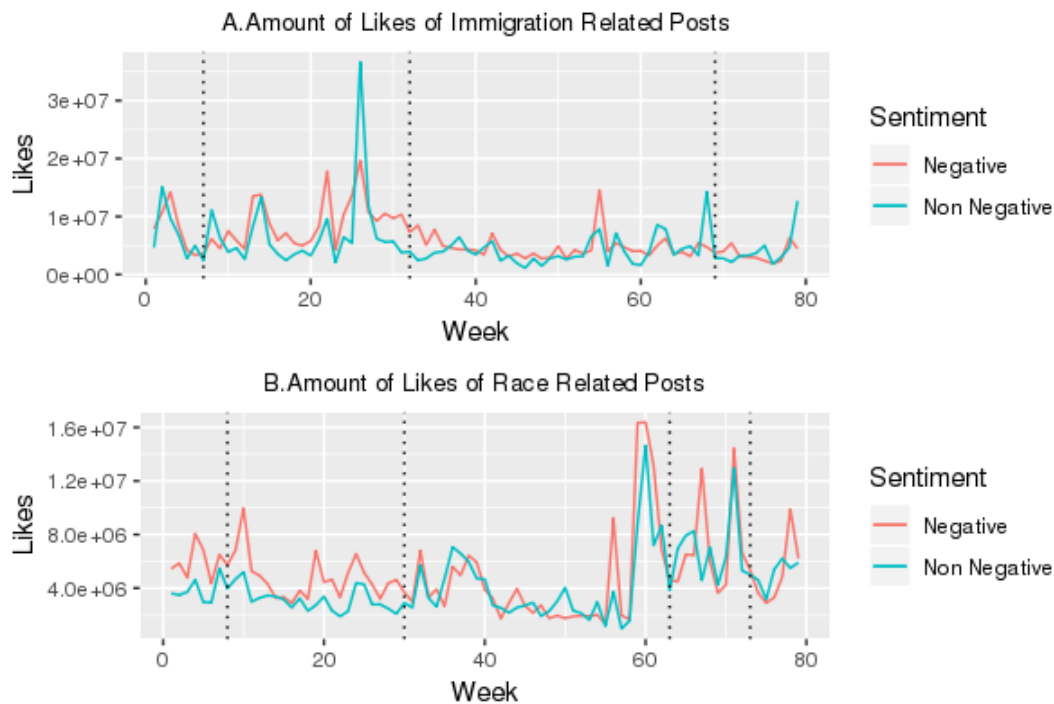 A.Amount of Likes of Immigration Related Posts
3e+07
2e+07
1e+07
0e+00
Likes
0
20
40
60
80
Week
Sentiment
Negative
Non Negative
B.Amount of Likes of Race Related Posts
1.6e+07
1.2e+07
8.0e+06
4.0e+06
Likes
0
20
40
60
80
Week
Sentiment
Negative
Non Negative